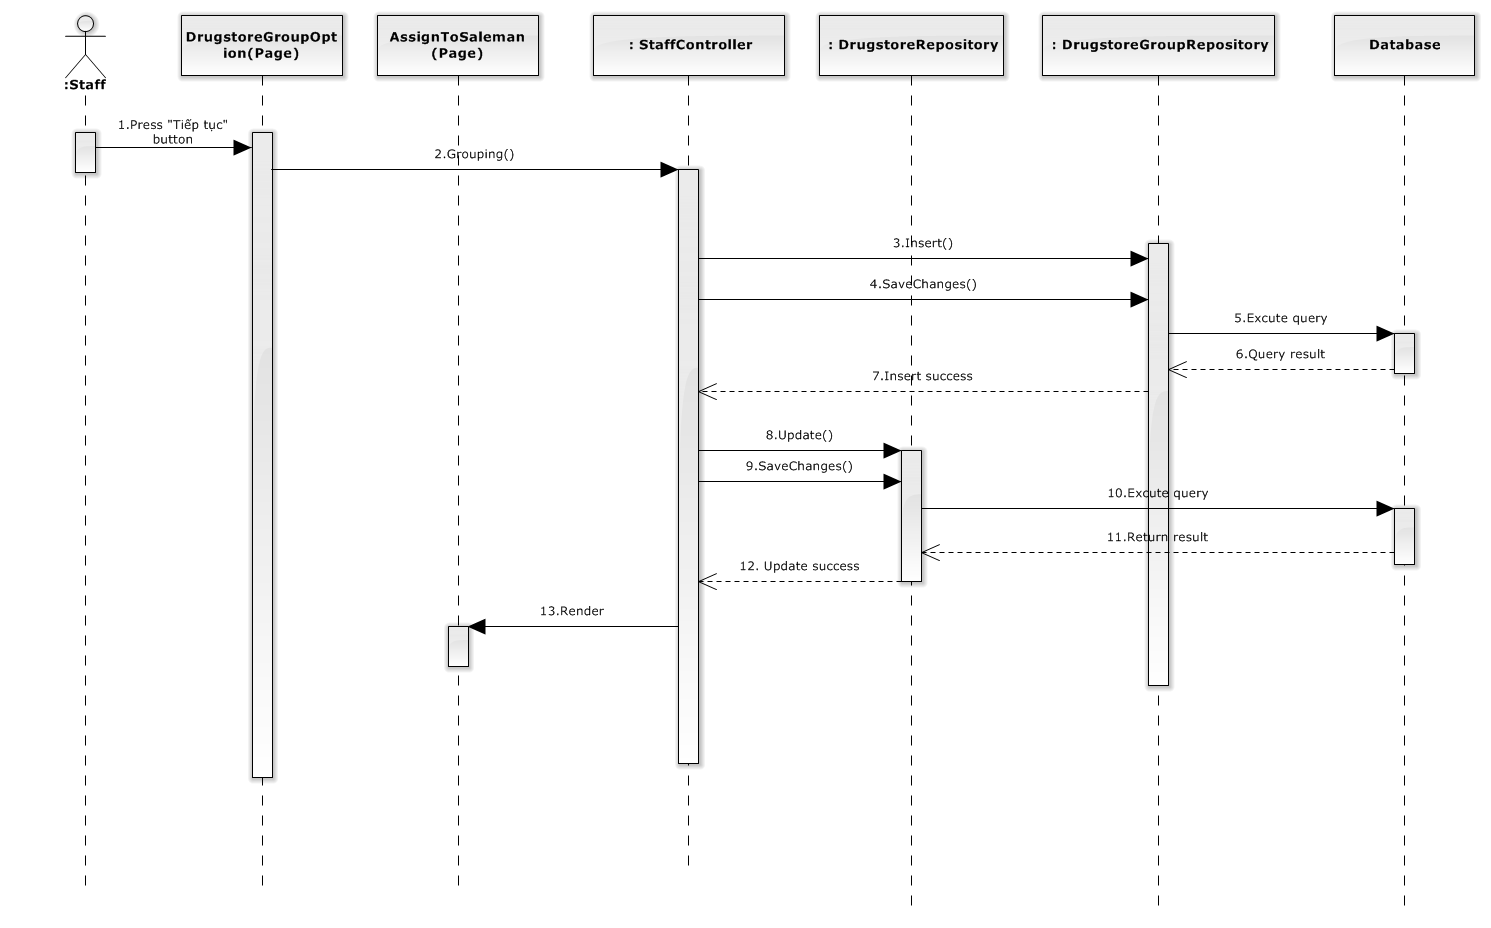 :Staff
DrugstoreGroupOpt
ion(Page)
AssignToSaleman
(Page)
: StaffController
: DrugstoreRepository
: DrugstoreGroupRepository
Database
1.Press "Tiếp tục"
button
2.Grouping()
3.Insert()
4.SaveChanges()
5.Excute query
6.Query result
7.Insert success
8.Update()
9.SaveChanges()
10.Excute query
11.Return result
12. Update success
13.Render